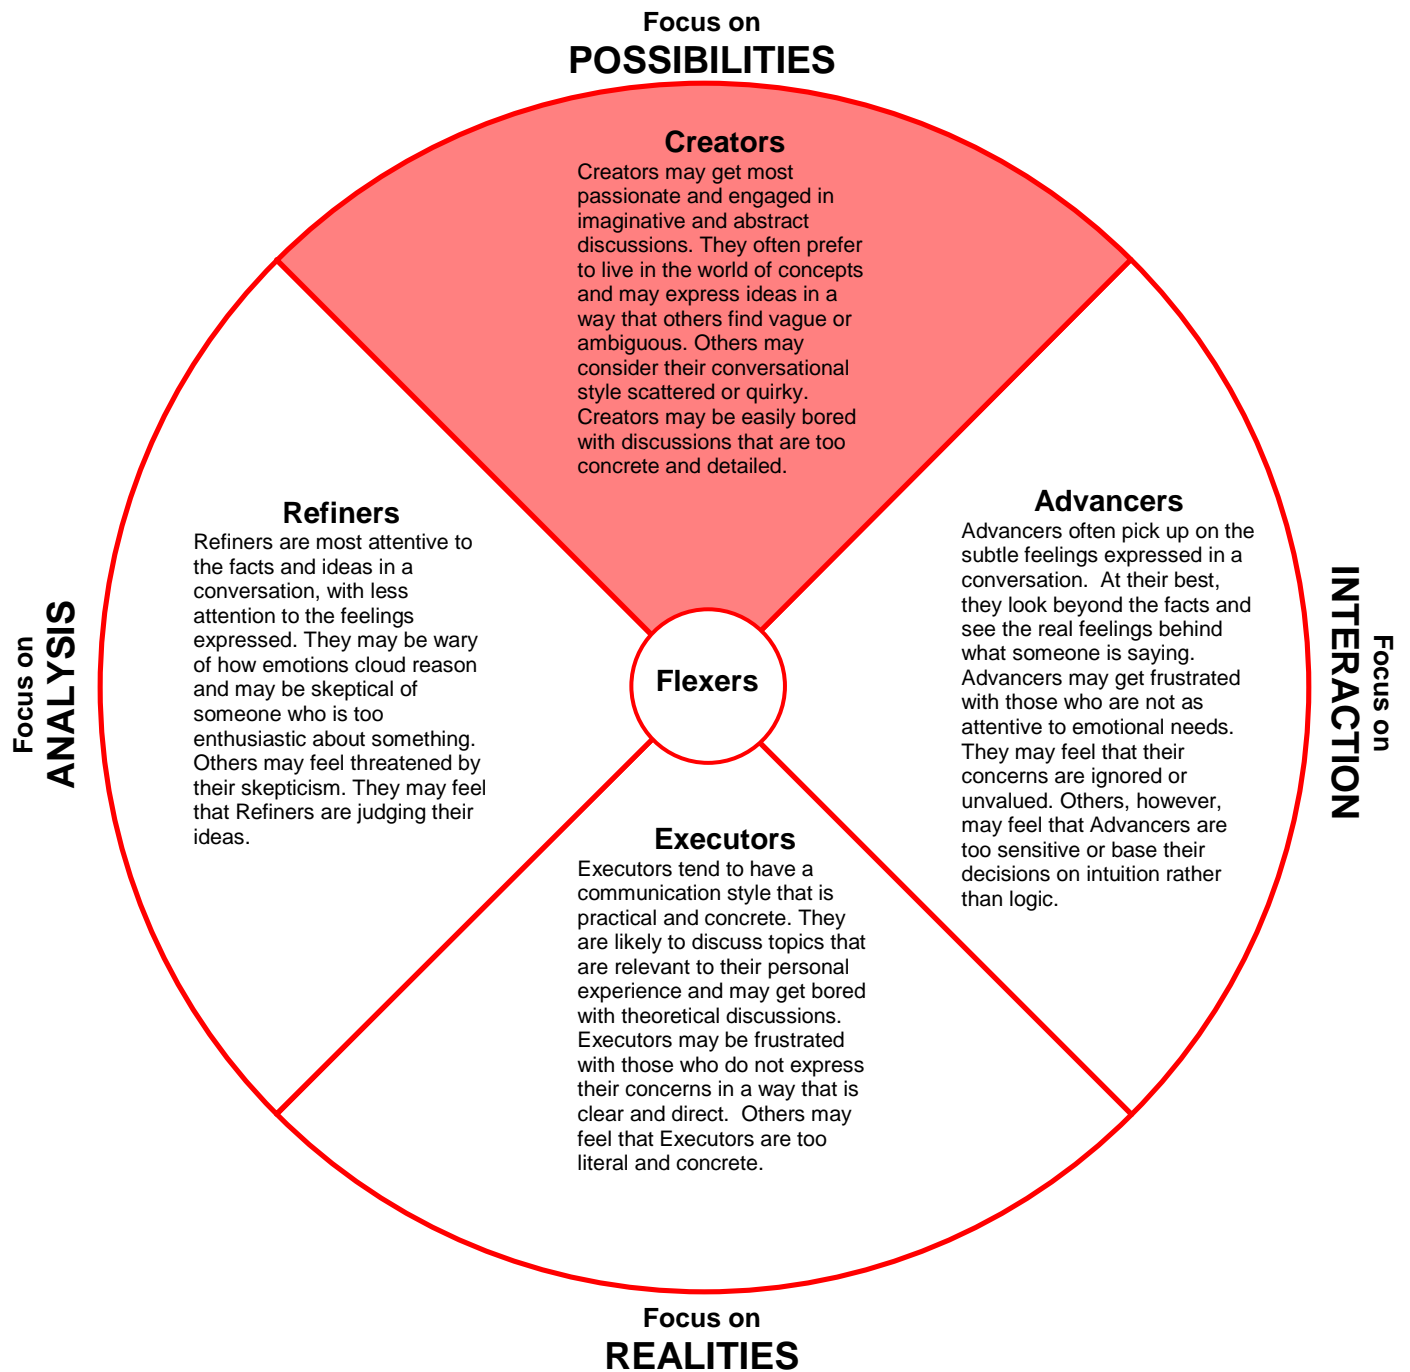 Focus on
POSSIBILITIES
Creators
Creators may get most
passionate and engaged in
imaginative and abstract
discussions. They often prefer
to live in the world of concepts
and may express ideas in a
way that others find vague or
ambiguous. Others may
consider their conversational
style scattered or quirky.
Creators may be easily bored
with discussions that are too
concrete and detailed.
Focus on
ANALYSIS
Refiners
Refiners are most attentive to
the facts and ideas in a
conversation, with less
attention to the feelings
expressed. They may be wary
of how emotions cloud reason
and may be skeptical of
someone who is too
enthusiastic about something.
Others may feel threatened by
their skepticism. They may feel
that Refiners are judging their
ideas.
Flexers
Advancers
Advancers often pick up on the
subtle feelings expressed in a
conversation.  At their best,
they look beyond the facts and
see the real feelings behind
what someone is saying.
Advancers may get frustrated
with those who are not as
attentive to emotional needs.
They may feel that their
concerns are ignored or
unvalued. Others, however,
may feel that Advancers are
too sensitive or base their
decisions on intuition rather
than logic.
Focus on
INTERACTION
Executors
Executors tend to have a
communication style that is
practical and concrete. They
are likely to discuss topics that
are relevant to their personal
experience and may get bored
with theoretical discussions.
Executors may be frustrated
with those who do not express
their concerns in a way that is
clear and direct.  Others may
feel that Executors are too
literal and concrete.
Focus on
REALITIES